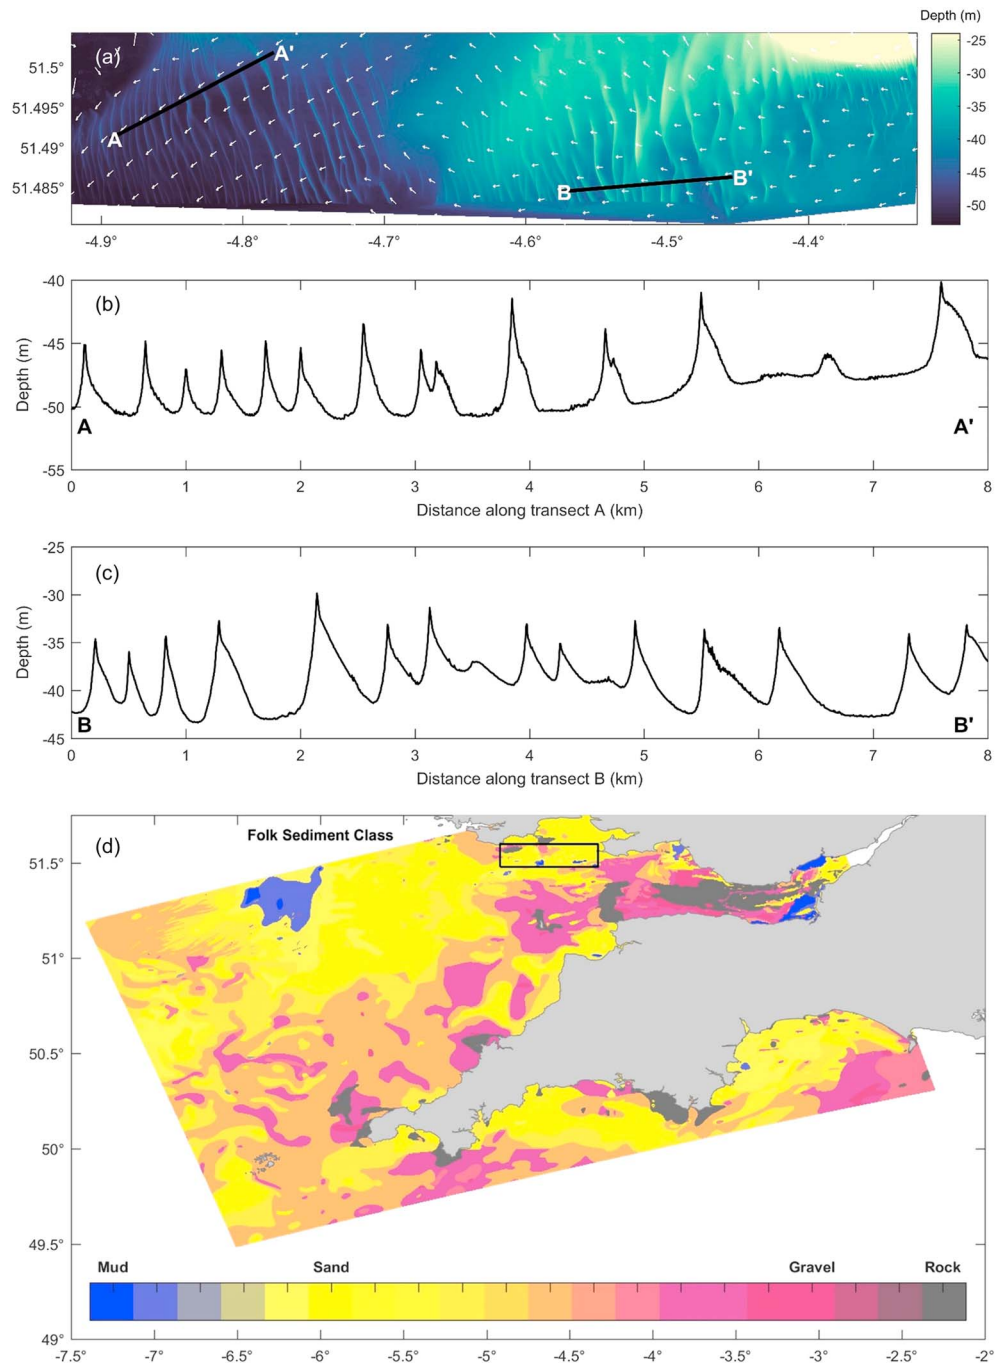 Depth (m)
(a)
A
A'
B
B'
51.5°
51.495°
51.49°
51.485°
-4.9°
-4.8°
-4.7°
-4.6°
-4.5°
-4.4°
-25
-30
-35
-40
-45
-50
(b)
Depth (m)
-40
-45
-50
-55
A
A'
0
1
2
3
4
5
6
7
8
Distance along transect A (km)
(c)
Depth (m)
-25
-30
-35
-40
-45
B
B'
0
1
2
3
4
5
6
7
8
Distance along transect B (km)
(d)
Folk Sediment Class
51.5°
51°
50.5°
50°
49.5°
49°
Mud
Sand
Gravel
Rock
-7.5°
-7°
-6.5°
-6°
-5.5°
-5°
-4.5°
-4°
-3.5°
-3°
-2.5°
-2°